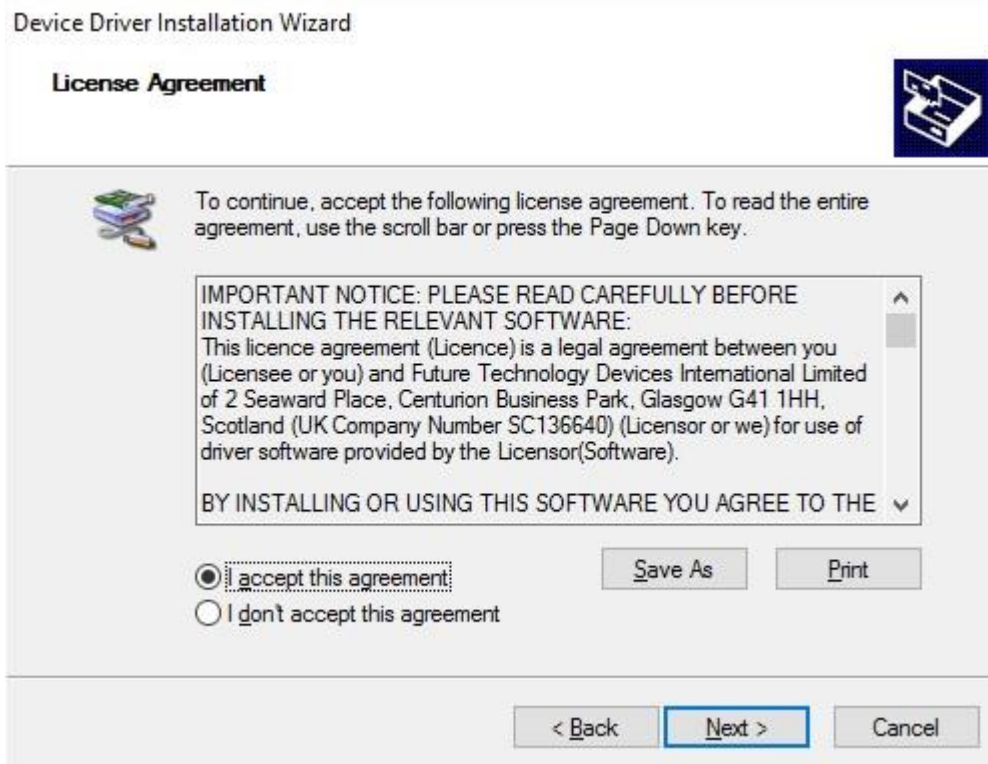 Device Driver Installation Wizard
License Agreement
To continue, accept the following license agreement. To read the entire
agreement, use the scroll bar or press the Page Down key.
IMPORTANT NOTICE: PLEASE READ CAREFULLY BEFORE
INSTALLING THE RELEVANT SOFTWARE:
This licence agreement (Licence) is a legal agreement between you
(Licensee or you) and Future Technology Devices International Limited
of 2 Seaward Place, Centurion Business Park, Glasgow G41 1HH,
Scotland (UK Company Number SC136640) (Licensor or we) for use of
driver software provided by the Licensor(Software).
BY INSTALLING OR USING THIS SOFTWARE YOU AGREE TO THE
I accept this agreement
Save As
Print
I don't accept this agreement
< Back
Next >
Cancel